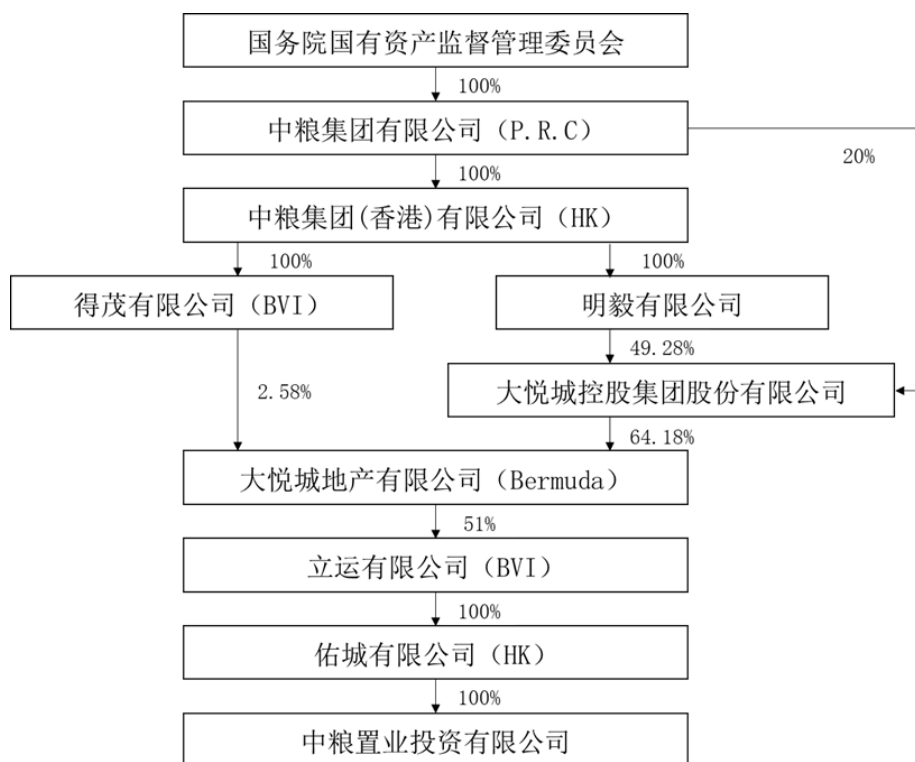 国务院国有资产监督管理委员会
100%
中粮集团有限公司（P.R.C）
20%
100%
中粮集团(香港)有限公司（HK）
100%
100%
得茂有限公司（BVI）
明毅有限公司
49.28%
2.58%
大悦城控股集团股份有限公司
64.18%
大悦城地产有限公司（Bermuda）
51%
立运有限公司（BVI）
100%
佑城有限公司（HK）
100%
中粮置业投资有限公司